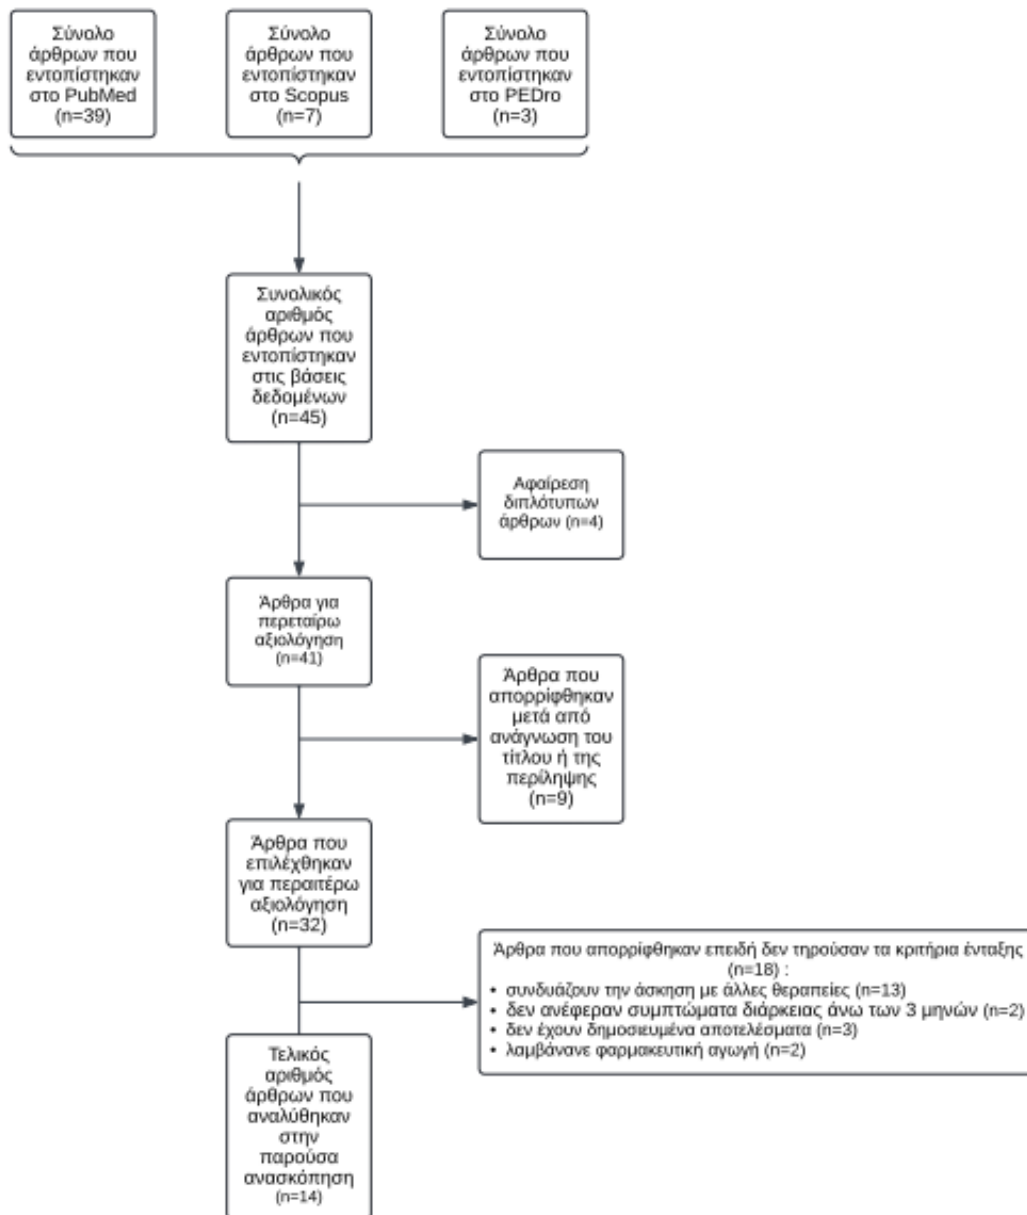 Σύνολο
άρθρων που
εντοπίστηκαν
στο PubMed
(n=39)
Σύνολο
άρθρων που
εντοπίστηκαν
στο Scopus
(n=7)
Σύνολο
άρθρων που
εντοπίστηκαν
στο PEDro
(n=3)
Συνολικός
αριθμός
άρθρων που
εντοπίστηκαν
στις βάσεις
δεδομένων
(n=45)
Αφαίρεση
διπλότυπων
άρθρων (n=4)
Άρθρα για
περεταίρω
αξιολόγηση
(n=41)
Άρθρα που
απορρίφθηκαν
μετά από
ανάγνωση του
τίτλου ή της
περίληψης
(n=9)
Άρθρα που
επιλέχθηκαν
για περαιτέρω
αξιολόγηση
(n=32)
Άρθρα που απορρίφθηκαν επειδή δεν τηρούσαν τα κριτήρια ένταξης
(n=18) :
• συνδυάζουν την άσκηση με άλλες θεραπείες (n=13)
• δεν ανέφεραν συμπτώματα διάρκειας άνω των 3 μηνών (n=2)
• δεν έχουν δημοσιευμένα αποτελέσματα (n=3)
• λαμβάνανε φαρμακευτική αγωγή (n=2)
Τελικός
αριθμός
άρθρων που
αναλύθηκαν
στην
παρούσα
ανασκόπηση
(n=14)